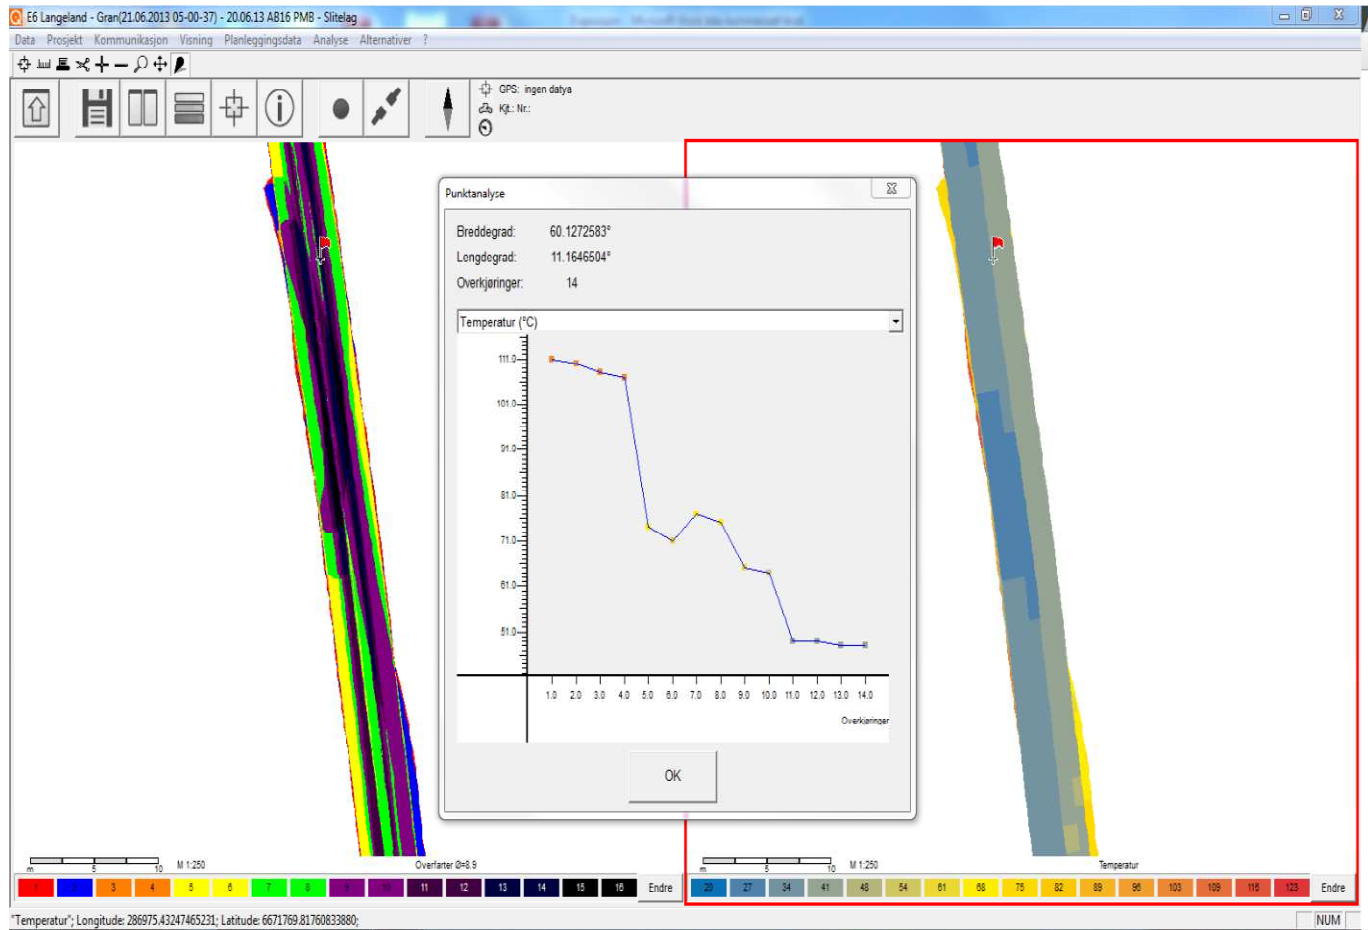 E6 Langeland - Gran(21.06.2013 05-00-37) - 20.06.13 AB16 PMB - Slitelag
Data Prosjekt Kommunikasjon Visning Planleggingsdata Analyse Alternativer ?
GPS: ingen datya
Kjt.: Nr.:
Punktanalyse
Breddegrad: 60.1272583°
Lengdegrad: 11.1646504°
Overkjøringer: 14
Temperatur (°C)
111.0
101.0
91.0
81.0
71.0
61.0
51.0
1.0 2.0 3.0 4.0 5.0 6.0 7.0 8.0 9.0 10.0 11.0 12.0 13.0 14.0
Overkjøringer
OK
m 5 10 M 1:250 Overfarter Ø=8.9
m 5 10 M 1:250 Temperatur
1 2 3 4 5 6 7 8 9 10 11 12 13 14 15 16 Endre
20 27 34 41 48 54 61 68 75 82 89 96 103 109 116 123 Endre
"Temperatur"; Longitude: 286975.43247465231; Latitude: 6671769.81760833880;
NUM